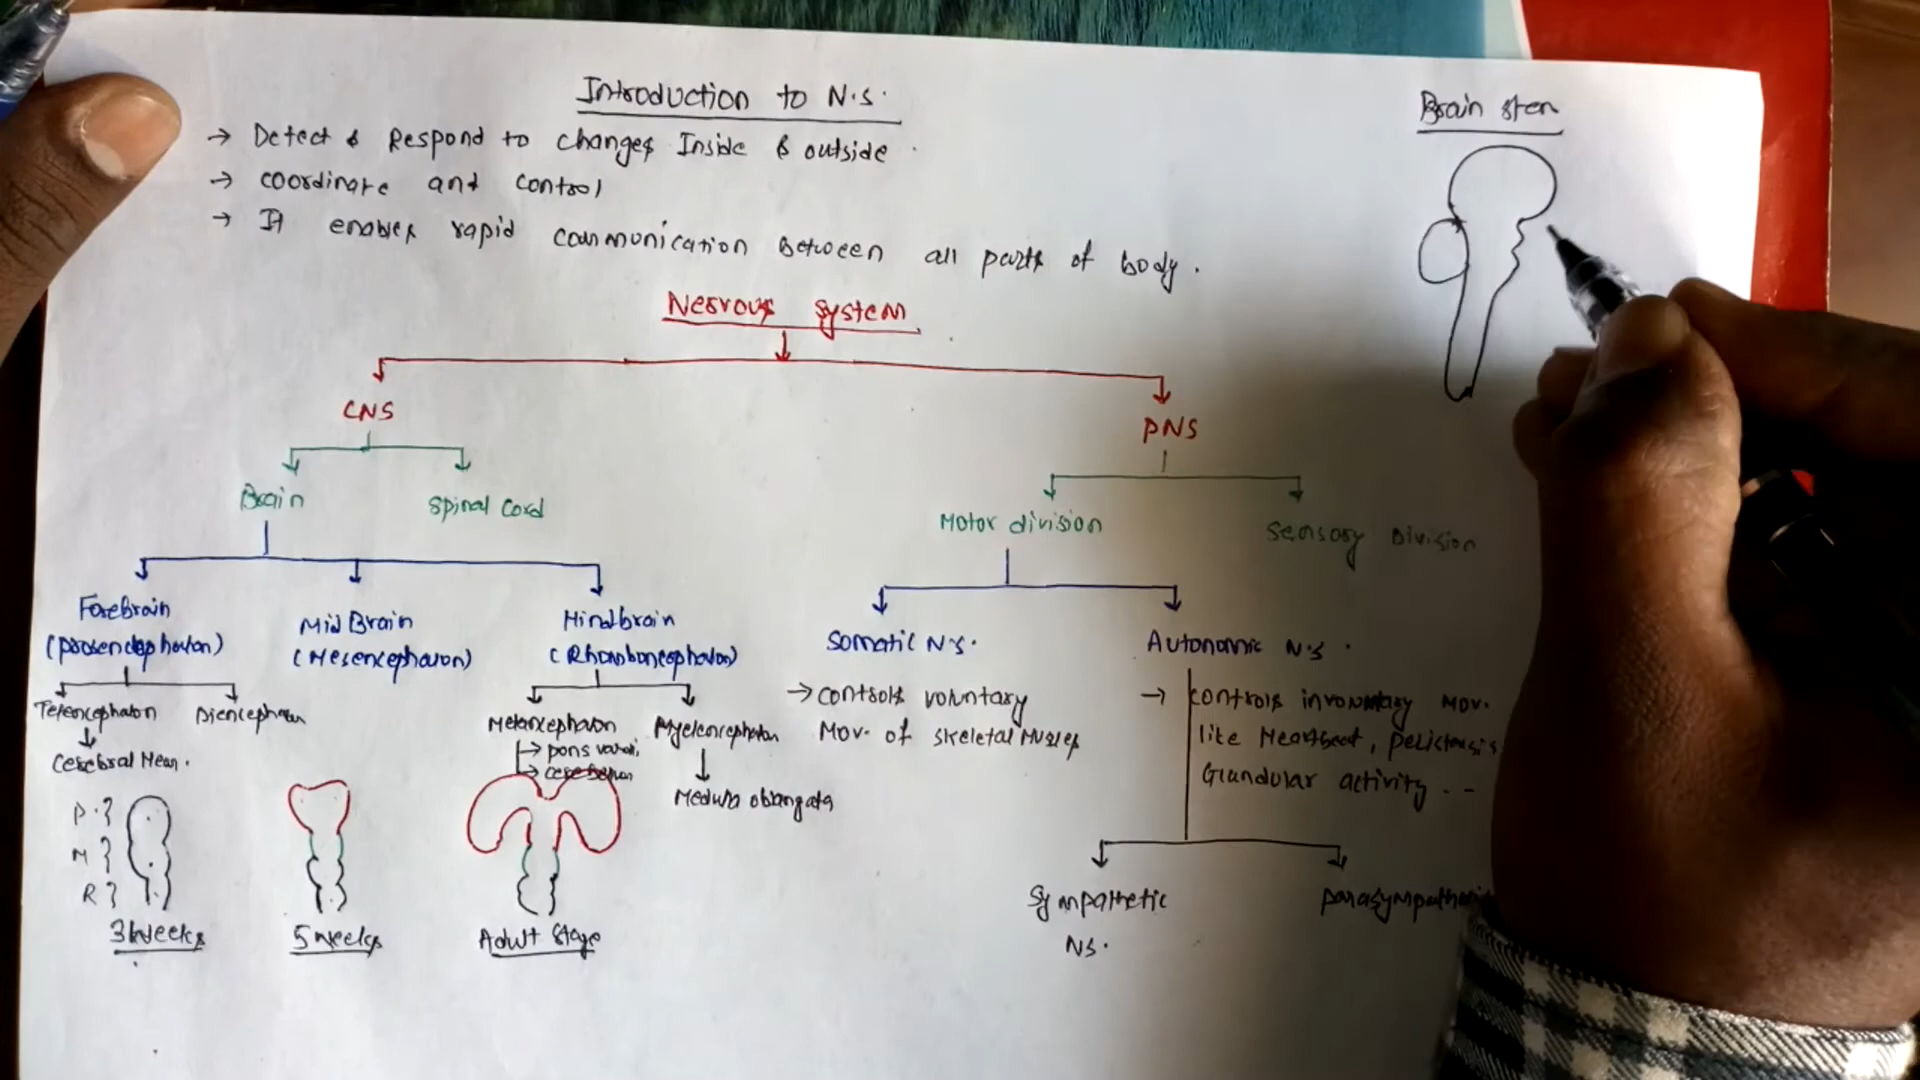 Introduction to N.S.
→ Detect & Respond to changes Inside & outside
→ coordinate and control
→ It enables rapid communication Between all parts of body.
Brain stem
Nervous system
CNS
PNS
Brain
Spinal Cord
Motor division
Sensory Division
ForeBrain
(prosencephalon)
Mid Brain
(Mesencephalon)
Hindbrain
(Rhombencephalon)
Somatic N.S.
Autonomic N.S.
Telencephalon
Diencephalon
Metencephalon
Myelencephalon
→ controls voluntary
Mov. of skeletal Muscles
→ controls involuntary Mov.
like Heartbeat, pelistasis
Glandular activity . - -
Cerebral Hem.
→ pons varoli
→ cerebellum
Medulla oblangata
P.}
M }
R }
3 Weeks
5 weeks
Adult Stage
Sympathetic
NS.
parasympathetic